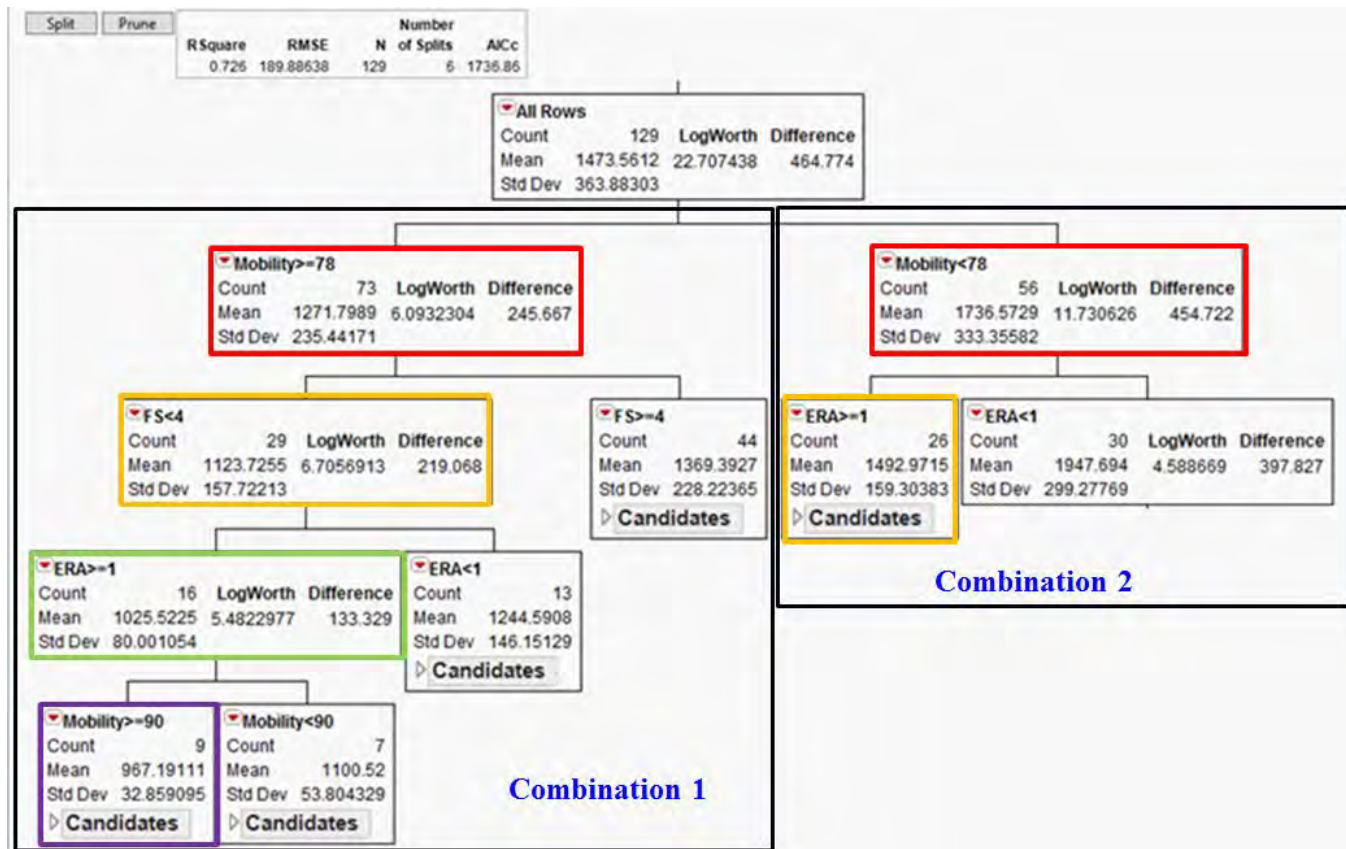 Split Prune
Number
RSquare RMSE N of Splits AICc
0.726 189.88638 129 6 1736.86
All Rows
Count 129 LogWorth Difference
Mean 1473.5612 22.707438 464.774
Std Dev 363.88303
Mobility>=78
Count 73 LogWorth Difference
Mean 1271.7989 6.0932304 245.667
Std Dev 235.44171
Mobility<78
Count 56 LogWorth Difference
Mean 1736.5729 11.730626 454.722
Std Dev 333.35582
FS<4
Count 29 LogWorth Difference
Mean 1123.7255 6.7056913 219.068
Std Dev 157.72213
FS>=4
Count 44
Mean 1369.3927
Std Dev 228.22365
Candidates
ERA>=1
Count 26
Mean 1492.9715
Std Dev 159.30383
Candidates
ERA<1
Count 30 LogWorth Difference
Mean 1947.694 4.588669 397.827
Std Dev 299.27769
ERA>=1
Count 16 LogWorth Difference
Mean 1025.5225 5.4822977 133.329
Std Dev 80.001054
ERA<1
Count 13
Mean 1244.5908
Std Dev 146.15129
Candidates
Combination 2
Mobility>=90
Count 9
Mean 967.19111
Std Dev 32.859095
Candidates
Mobility<90
Count 7
Mean 1100.52
Std Dev 53.804329
Candidates
Combination 1